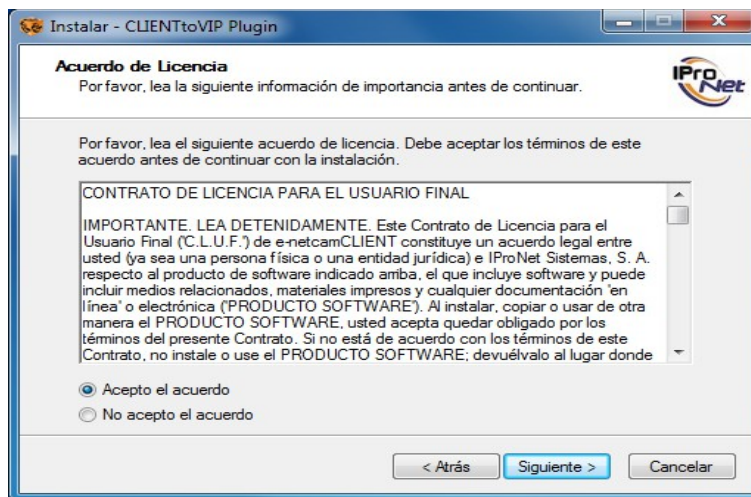 Instalar - CLIENTtoVIP Plugin
Acuerdo de Licencia
Por favor, lea la siguiente información de importancia antes de continuar.
IProNet
Por favor, lea el siguiente acuerdo de licencia. Debe aceptar los términos de este
acuerdo antes de continuar con la instalación.
CONTRATO DE LICENCIA PARA EL USUARIO FINAL
IMPORTANTE. LEA DETENIDAMENTE. Este Contrato de Licencia para el
Usuario Final ('C.L.U.F.') de e-netcamCLIENT constituye un acuerdo legal entre
usted (ya sea una persona física o una entidad jurídica) e IProNet Sistemas, S. A.
respecto al producto de software indicado arriba, el que incluye software y puede
incluir medios relacionados, materiales impresos y cualquier documentación 'en
línea' o electrónica ('PRODUCTO SOFTWARE'). Al instalar, copiar o usar de otra
manera el PRODUCTO SOFTWARE, usted acepta quedar obligado por los
términos del presente Contrato. Si no está de acuerdo con los términos de este
Contrato, no instale o use el PRODUCTO SOFTWARE; devuélvalo al lugar donde
Acepto el acuerdo
No acepto el acuerdo
< Atrás
Siguiente >
Cancelar